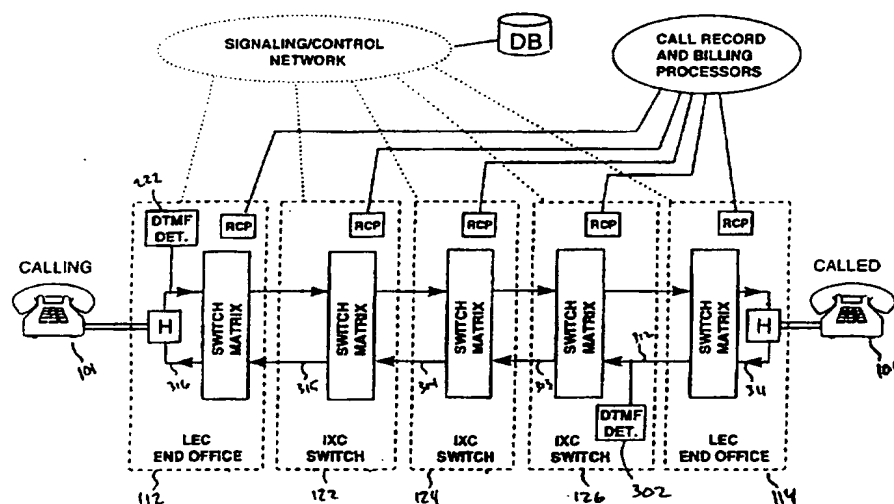 SIGNALING/CONTROL
NETWORK
DB
CALL RECORD
AND BILLING
PROCESSORS
222
DTMF
DET.
RCP
RCP
RCP
RCP
RCP
CALLING
CALLED
H
SWITCH
MATRIX
SWITCH
MATRIX
SWITCH
MATRIX
SWITCH
MATRIX
SWITCH
MATRIX
H
101
316
315
313
312
311
DTMF
DET.
LEC
END OFFICE
IXC
SWITCH
IXC
SWITCH
IXC
SWITCH
LEC
END OFFICE
112
122
124
126
302
114